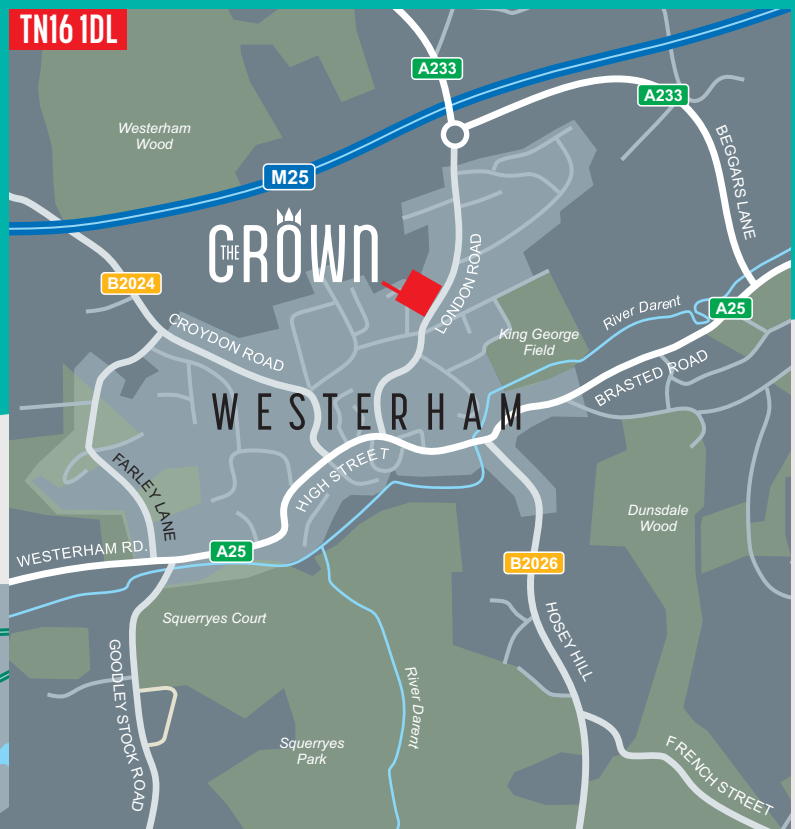 TN16 1DL
A233
A233
Westerham
Wood
BEGGARS LANE
M25
THE
CROWN
B2024
LONDON ROAD
River Darent
A25
CROYDON ROAD
King George
Field
BRASTED ROAD
WESTERHAM
HIGH STREET
FARLEY LANE
Dunsdale
Wood
WESTERHAM RD.
A25
B2026
Squerryes Court
HOSEY HILL
GOODLEY STOCK ROAD
River Darent
Squerryes
Park
FRENCH STREET